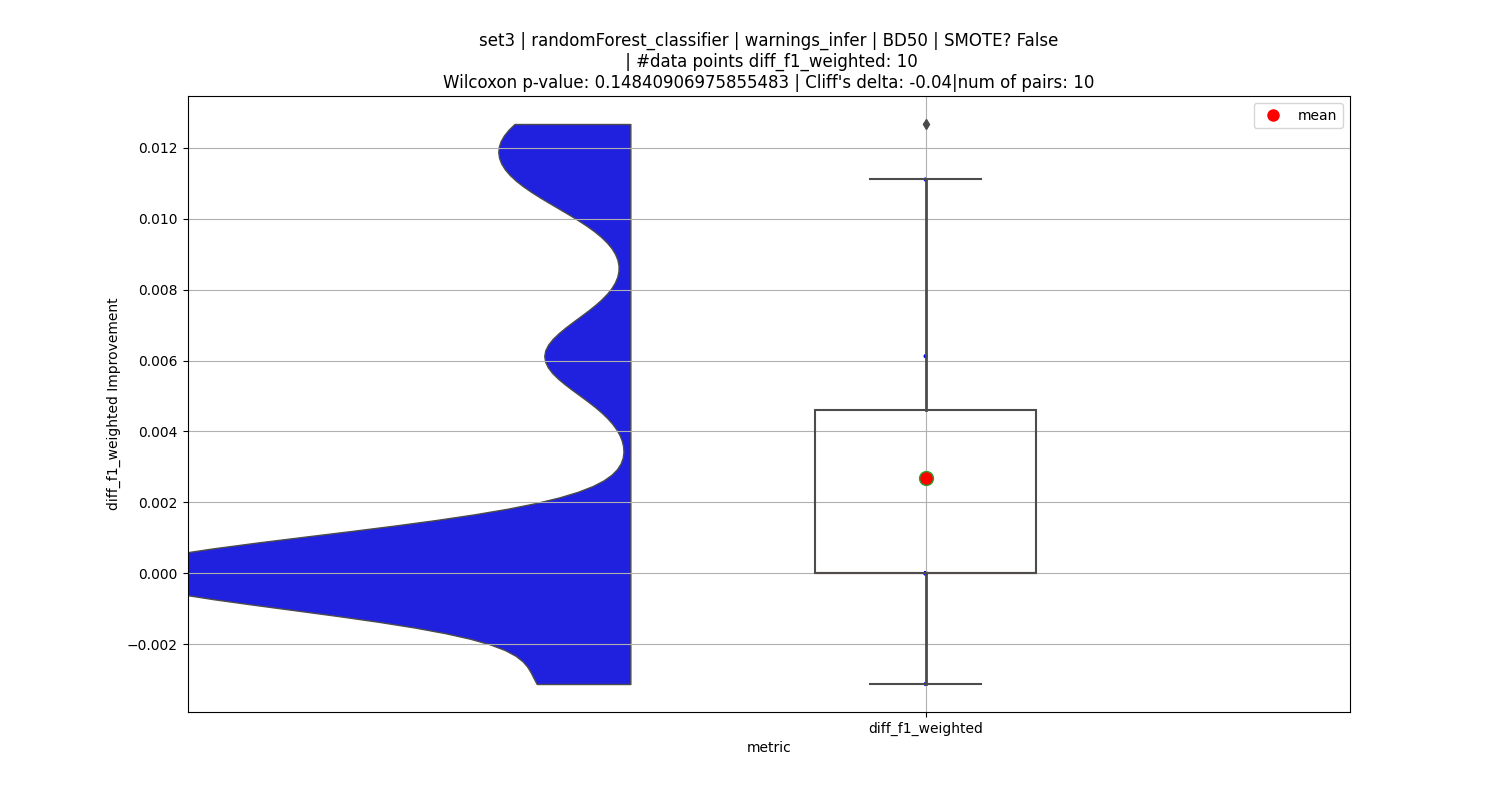 set3 | randomForest_classifier | warnings_infer | BD50 | SMOTE? False
| #data points diff_f1_weighted: 10
Wilcoxon p-value: 0.14840906975855483 | Cliff's delta: -0.04|num of pairs: 10
mean
0.012
0.010
0.008
0.006
0.004
0.002
0.000
−0.002
diff_f1_weighted Improvement
diff_f1_weighted
metric